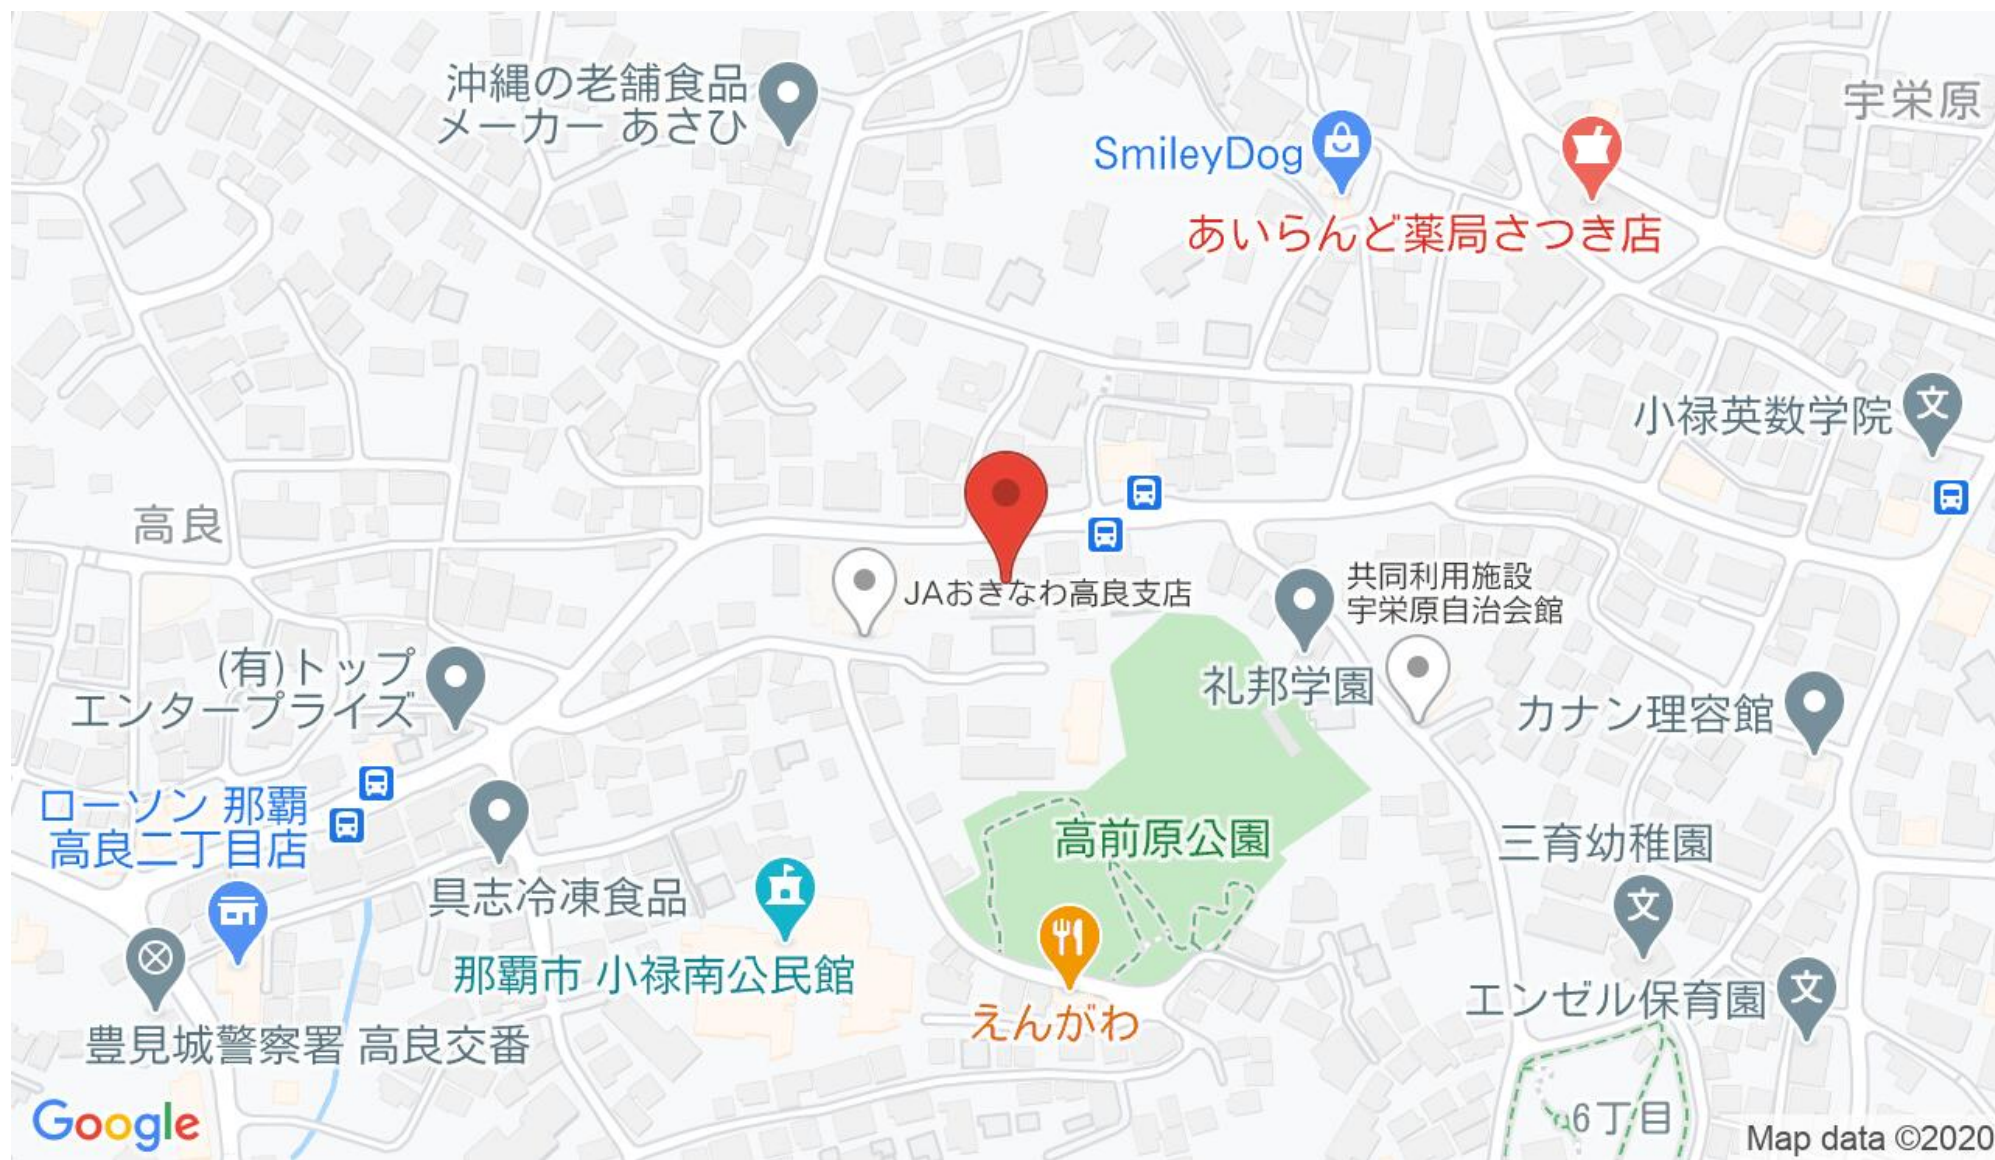 沖縄の老舗食品
メーカー あさひ
宇栄原
SmileyDog
あいらんど薬局さつき店
小禄英数学院
文
高良
JAおきなわ高良支店
共同利用施設
宇栄原自治会館
(有)トップ
エンタープライズ
礼邦学園
カナン理容館
ローソン 那覇
高良二丁目店
高前原公園
三育幼稚園
文
具志冷凍食品
那覇市 小禄南公民館
えんがわ
エンゼル保育園
文
豊見城警察署 高良交番
6丁目
Google
Map data ©2020